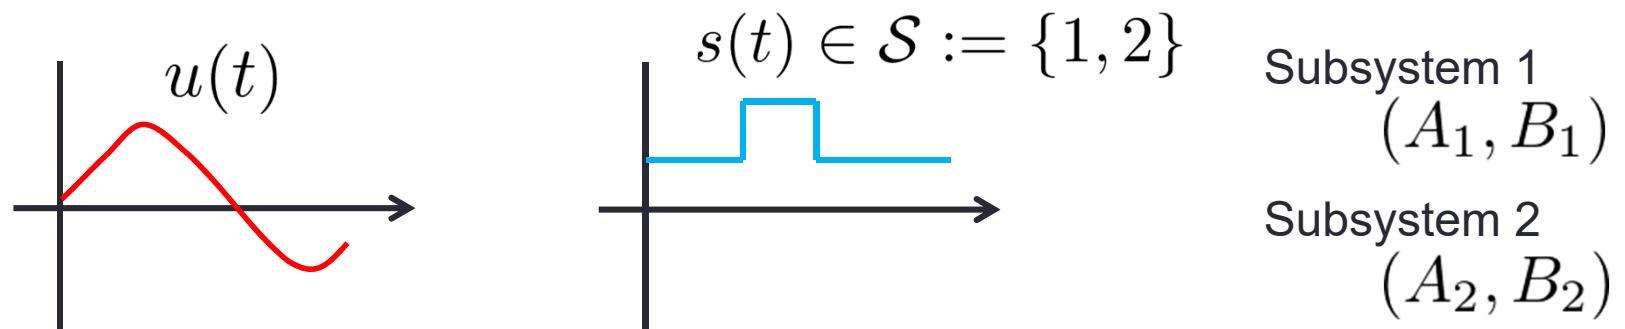 u(t)
s(t) ∈ 𝒮 := {1, 2}
Subsystem 1
(A₁, B₁)
Subsystem 2
(A₂, B₂)